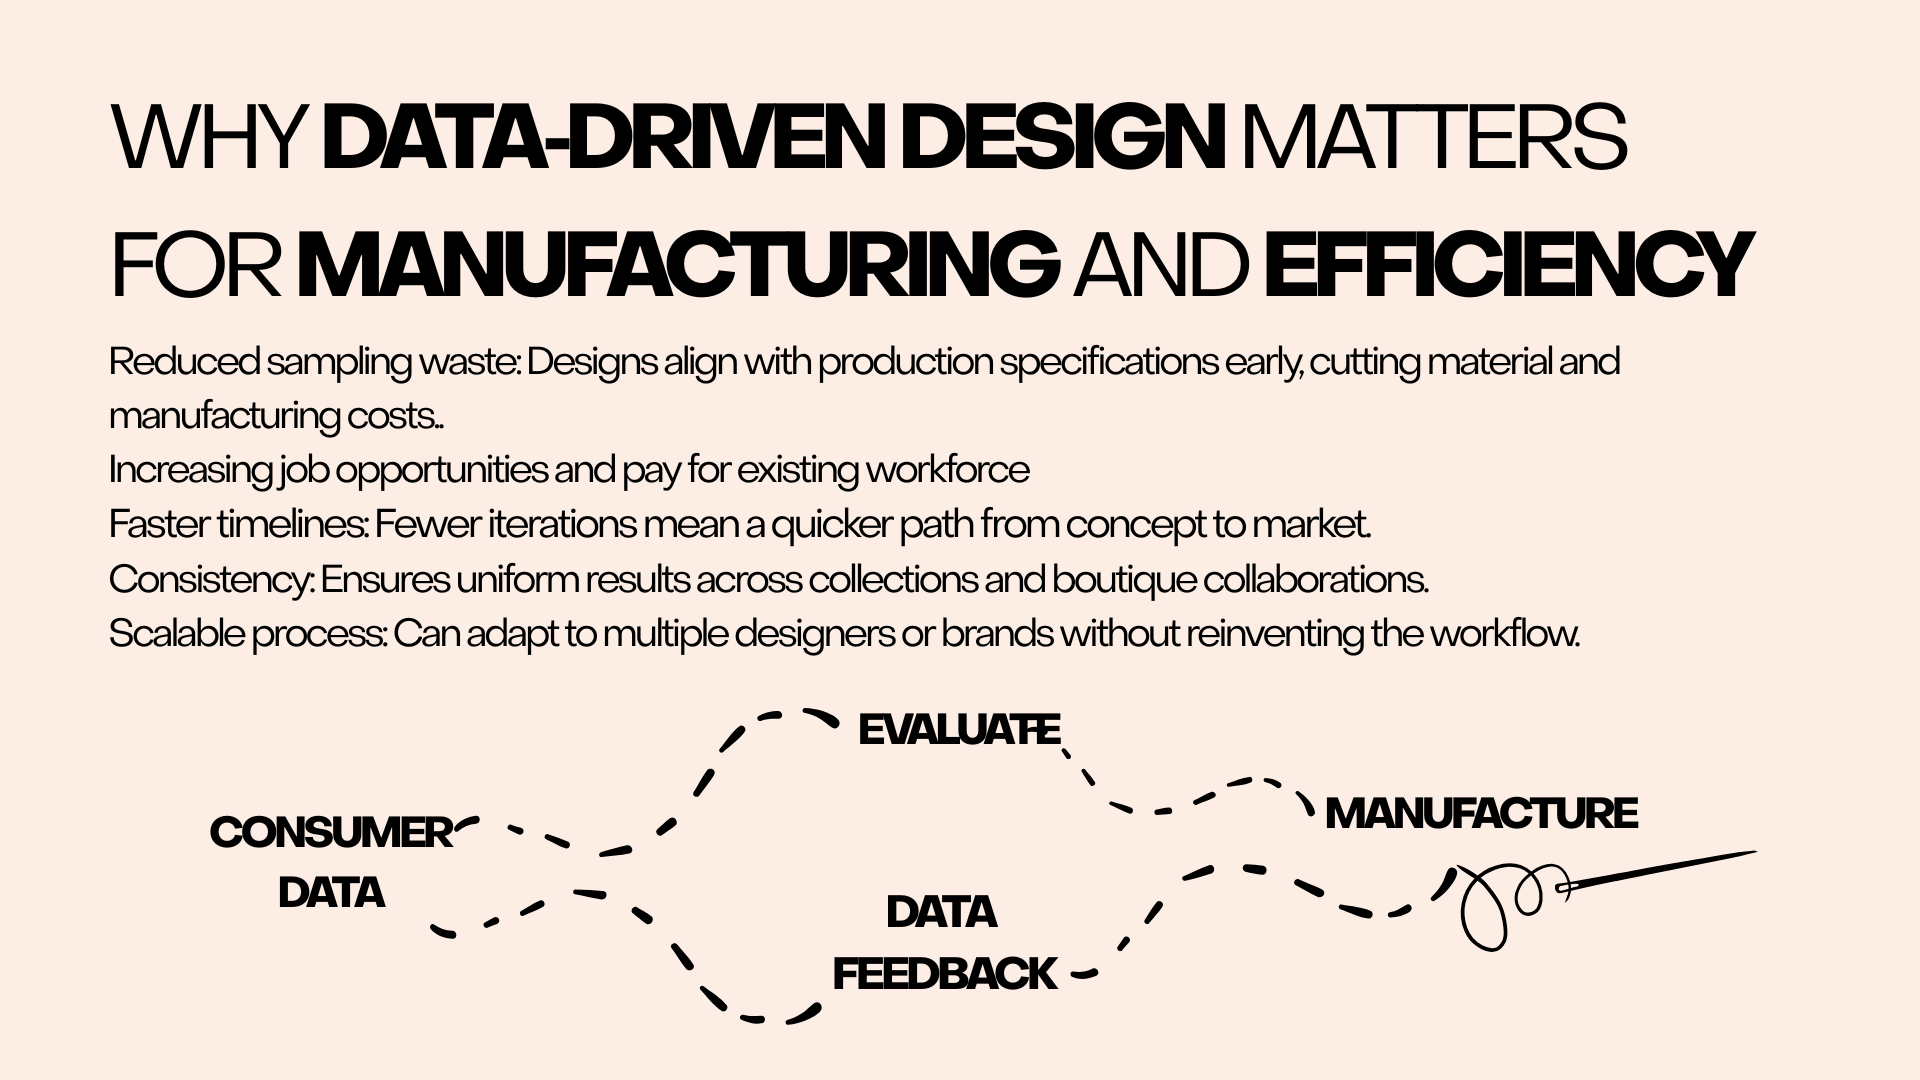 WHY DATA-DRIVEN DESIGN MATTERS
FOR MANUFACTURING AND EFFICIENCY
Reduced sampling waste: Designs align with production specifications early, cutting material and
manufacturing costs..
Increasing job opportunities and pay for existing workforce
Faster timelines: Fewer iterations mean a quicker path from concept to market.
Consistency: Ensures uniform results across collections and boutique collaborations.
Scalable process: Can adapt to multiple designers or brands without reinventing the workflow.
EVALUATE
MANUFACTURE
CONSUMER
DATA
DATA
FEEDBACK